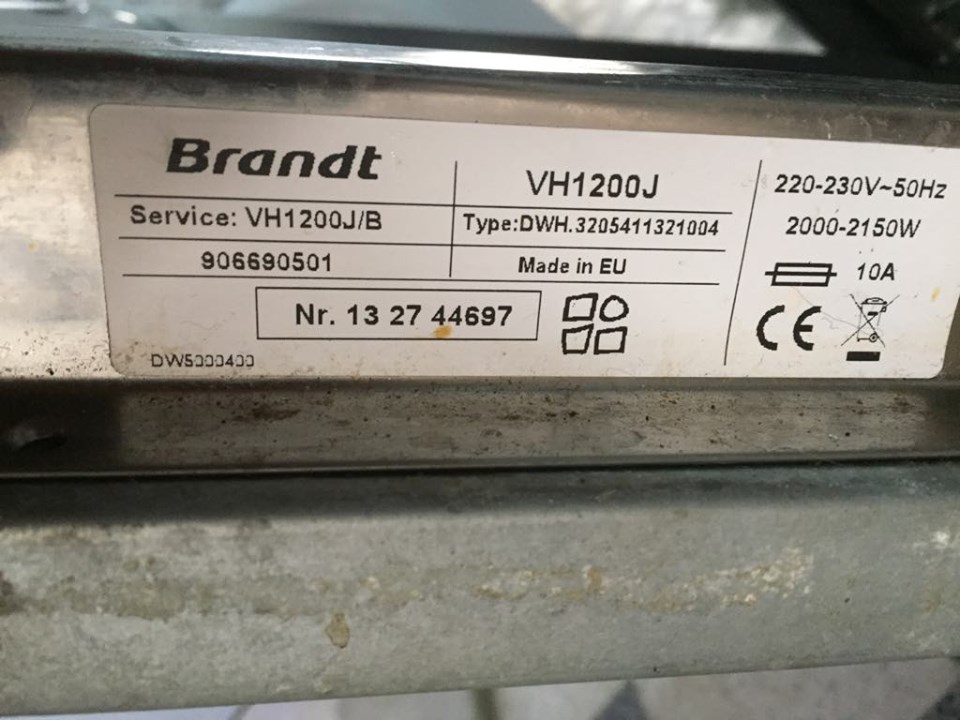 Brandt
VH1200J
220-230V~50Hz
Service: VH1200J/B
Type:DWH.3205411321004
2000-2150W
906690501
Made in EU
10A
Nr. 13 27 44697
CE
DW5000400